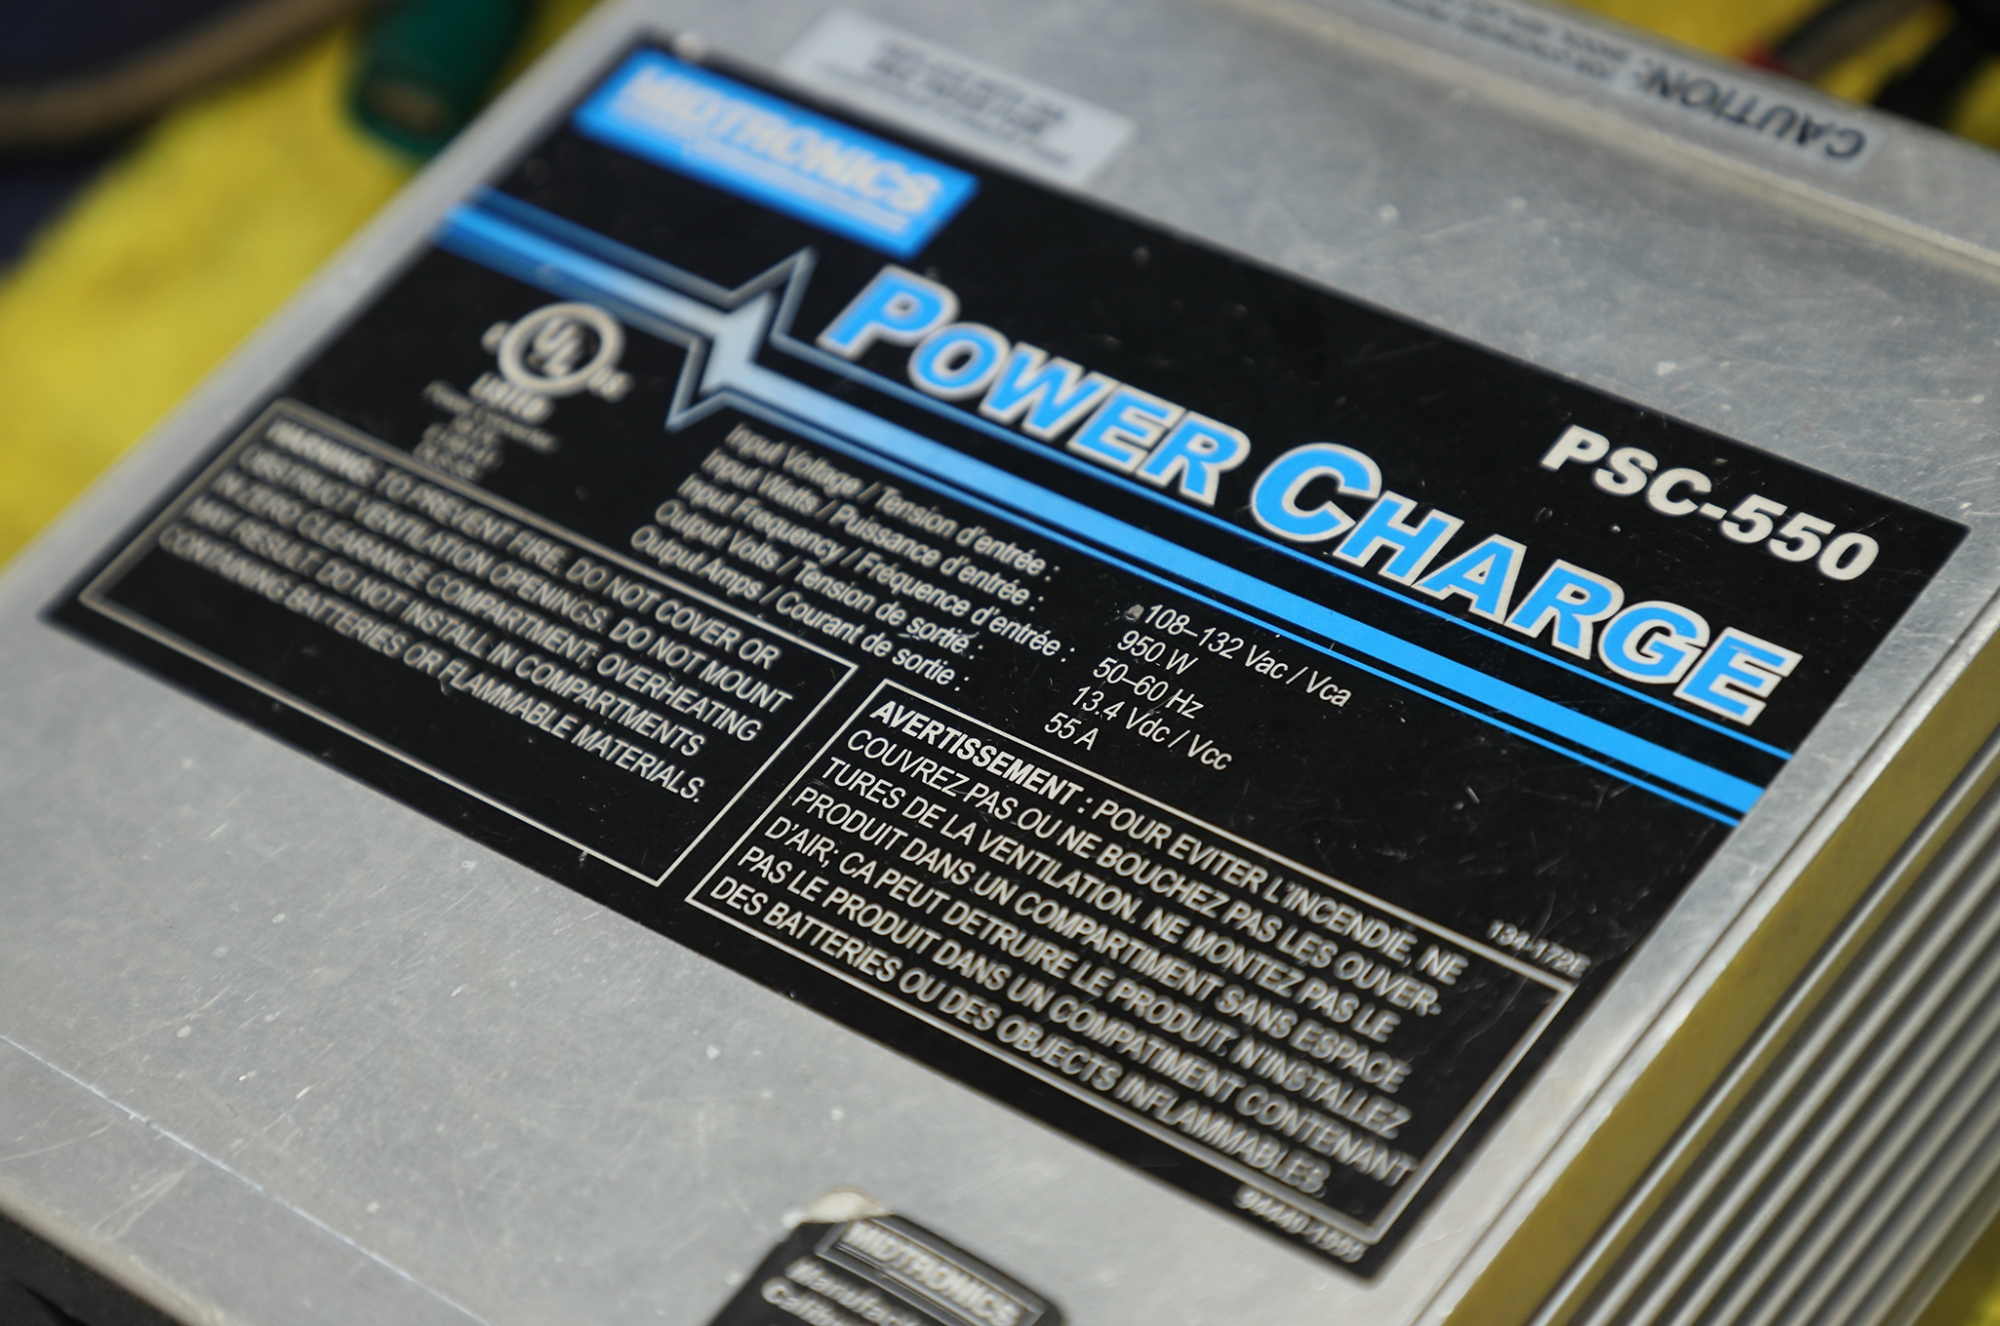 CAUTION:
MIDTRONICS
POWER CHARGE
PSC-550
UL
LISTED
Input Voltage / Tension d'entrée :
Input Watts / Puissance d'entrée :
Input Frequency / Fréquence d'entrée :
Output Volts / Tension de sortie :
Output Amps / Courant de sortie :
108–132 Vac / Vca
950 W
50–60 Hz
13.4 Vdc / Vcc
55 A
WARNING: TO PREVENT FIRE, DO NOT COVER OR
OBSTRUCT VENTILATION OPENINGS. DO NOT MOUNT
IN ZERO CLEARANCE COMPARTMENT; OVERHEATING
MAY RESULT. DO NOT INSTALL IN COMPARTMENTS
CONTAINING BATTERIES OR FLAMMABLE MATERIALS.
134-172E
AVERTISSEMENT : POUR EVITER L'INCENDIE, NE
COUVREZ PAS OU NE BOUCHEZ PAS LES OUVER-
TURES DE LA VENTILATION. NE MONTEZ PAS LE
PRODUIT DANS UN COMPARTIMENT SANS ESPACE
D'AIR; CA PEUT DETRUIRE LE PRODUIT. N'INSTALLEZ
PAS LE PRODUIT DANS UN COMPATIMENT CONTENANT
DES BATTERIES OU DES OBJECTS INFLAMMABLES.
MIDTRONICS